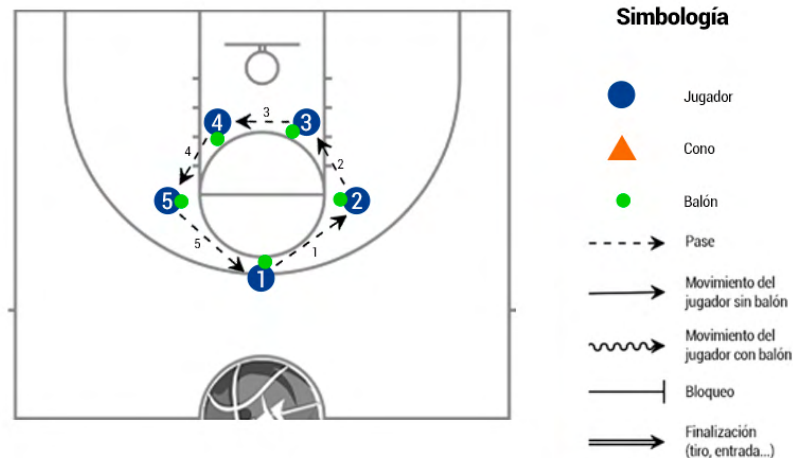 Simbología
4
3
3
Jugador
4
2
Cono
5
2
Balón
5
1
1
Pase
Movimiento del
jugador sin balón
Movimiento del
jugador con balón
Bloqueo
Finalización
(tiro, entrada...)